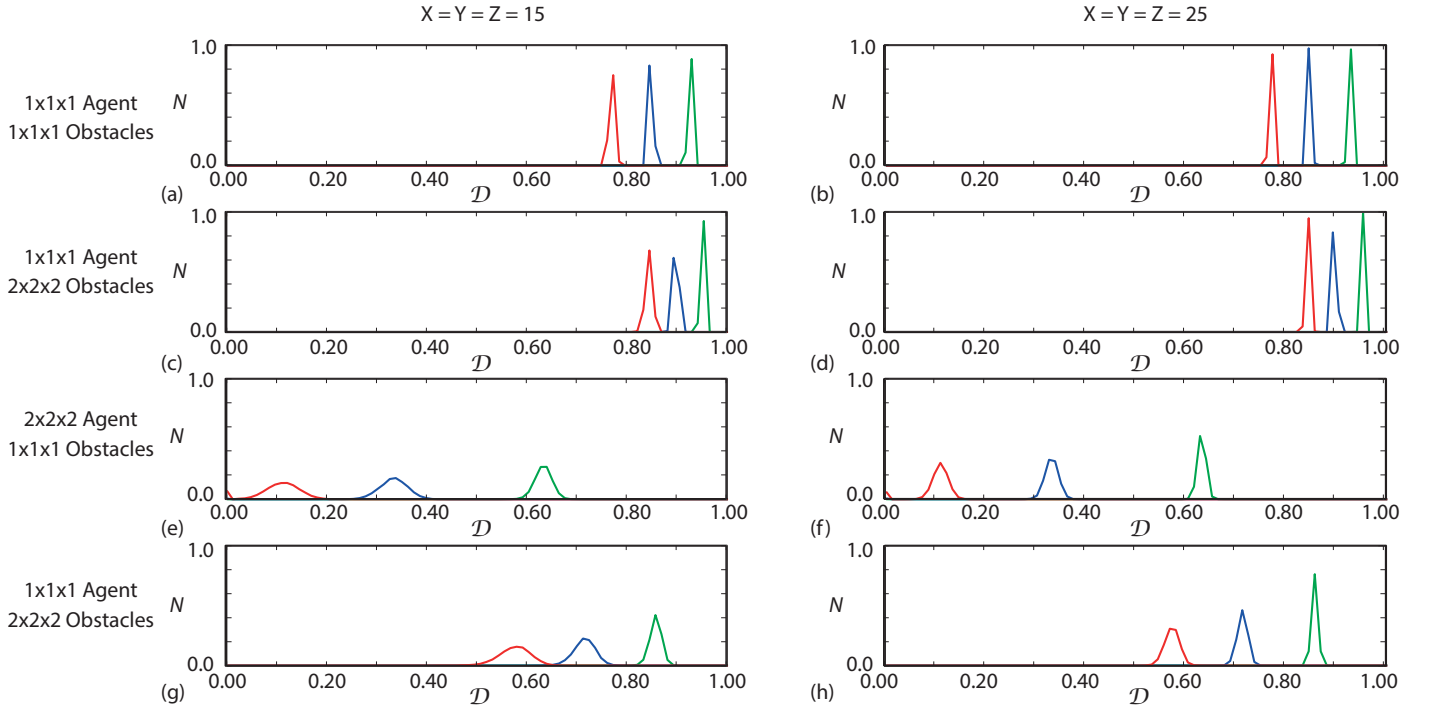 X = Y = Z = 15
X = Y = Z = 25
1x1x1 Agent
1x1x1 Obstacles
N
1.0
0.0
0.00 0.20 0.40 0.60 0.80 1.00
(a)
D
N
1.0
0.0
0.00 0.20 0.40 0.60 0.80 1.00
(b)
D
1x1x1 Agent
2x2x2 Obstacles
N
1.0
0.0
0.00 0.20 0.40 0.60 0.80 1.00
(c)
D
N
1.0
0.0
0.00 0.20 0.40 0.60 0.80 1.00
(d)
D
2x2x2 Agent
1x1x1 Obstacles
N
1.0
0.0
0.00 0.20 0.40 0.60 0.80 1.00
(e)
D
N
1.0
0.0
0.00 0.20 0.40 0.60 0.80 1.00
(f)
D
1x1x1 Agent
2x2x2 Obstacles
N
1.0
0.0
0.00 0.20 0.40 0.60 0.80 1.00
(g)
D
N
1.0
0.0
0.00 0.20 0.40 0.60 0.80 1.00
(h)
D